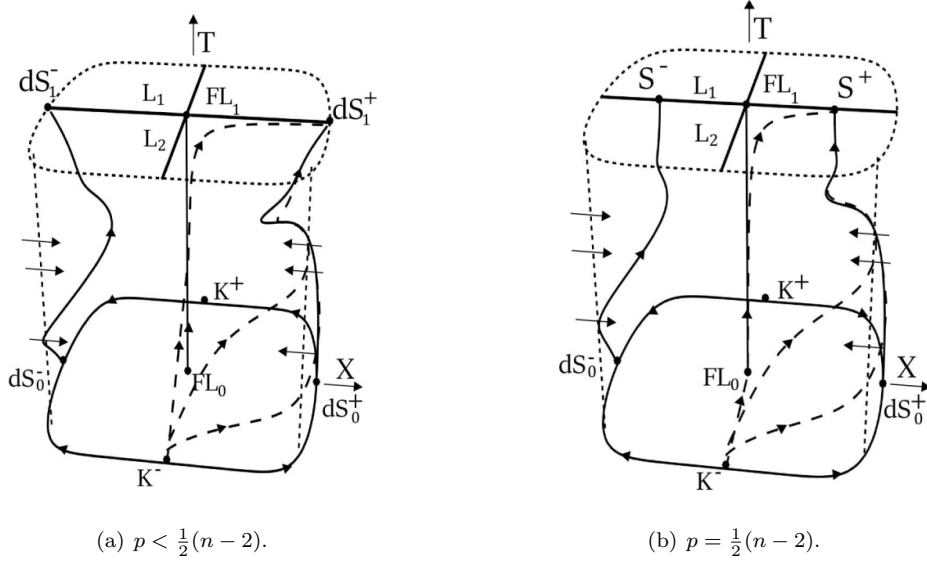 T
dS₁⁻
L₁
FL₁
dS₁⁺
L₂
K⁺
dS₀⁻
FL₀
X
dS₀⁺
K⁻
(a) p < ½(n − 2).
T
S⁻
L₁
FL₁
S⁺
L₂
K⁺
dS₀⁻
FL₀
X
dS₀⁺
K⁻
(b) p = ½(n − 2).